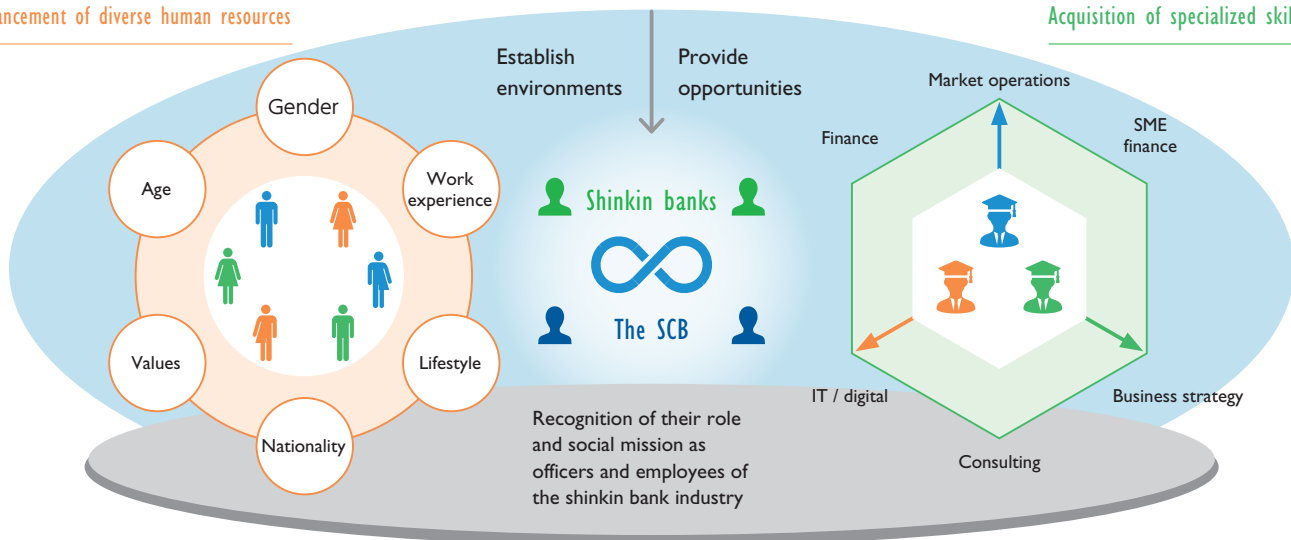 of diverse human resources
Acquisition of specialized
Establish
environments
Provide
opportunities
Gender
Age
Work
experience
Values
Lifestyle
Nationality
Shinkin banks
The SCB
Market operations
Finance
SME
finance
IT / digital
Business strategy
Consulting
Recognition of their role
and social mission as
officers and employees of
the shinkin bank industry